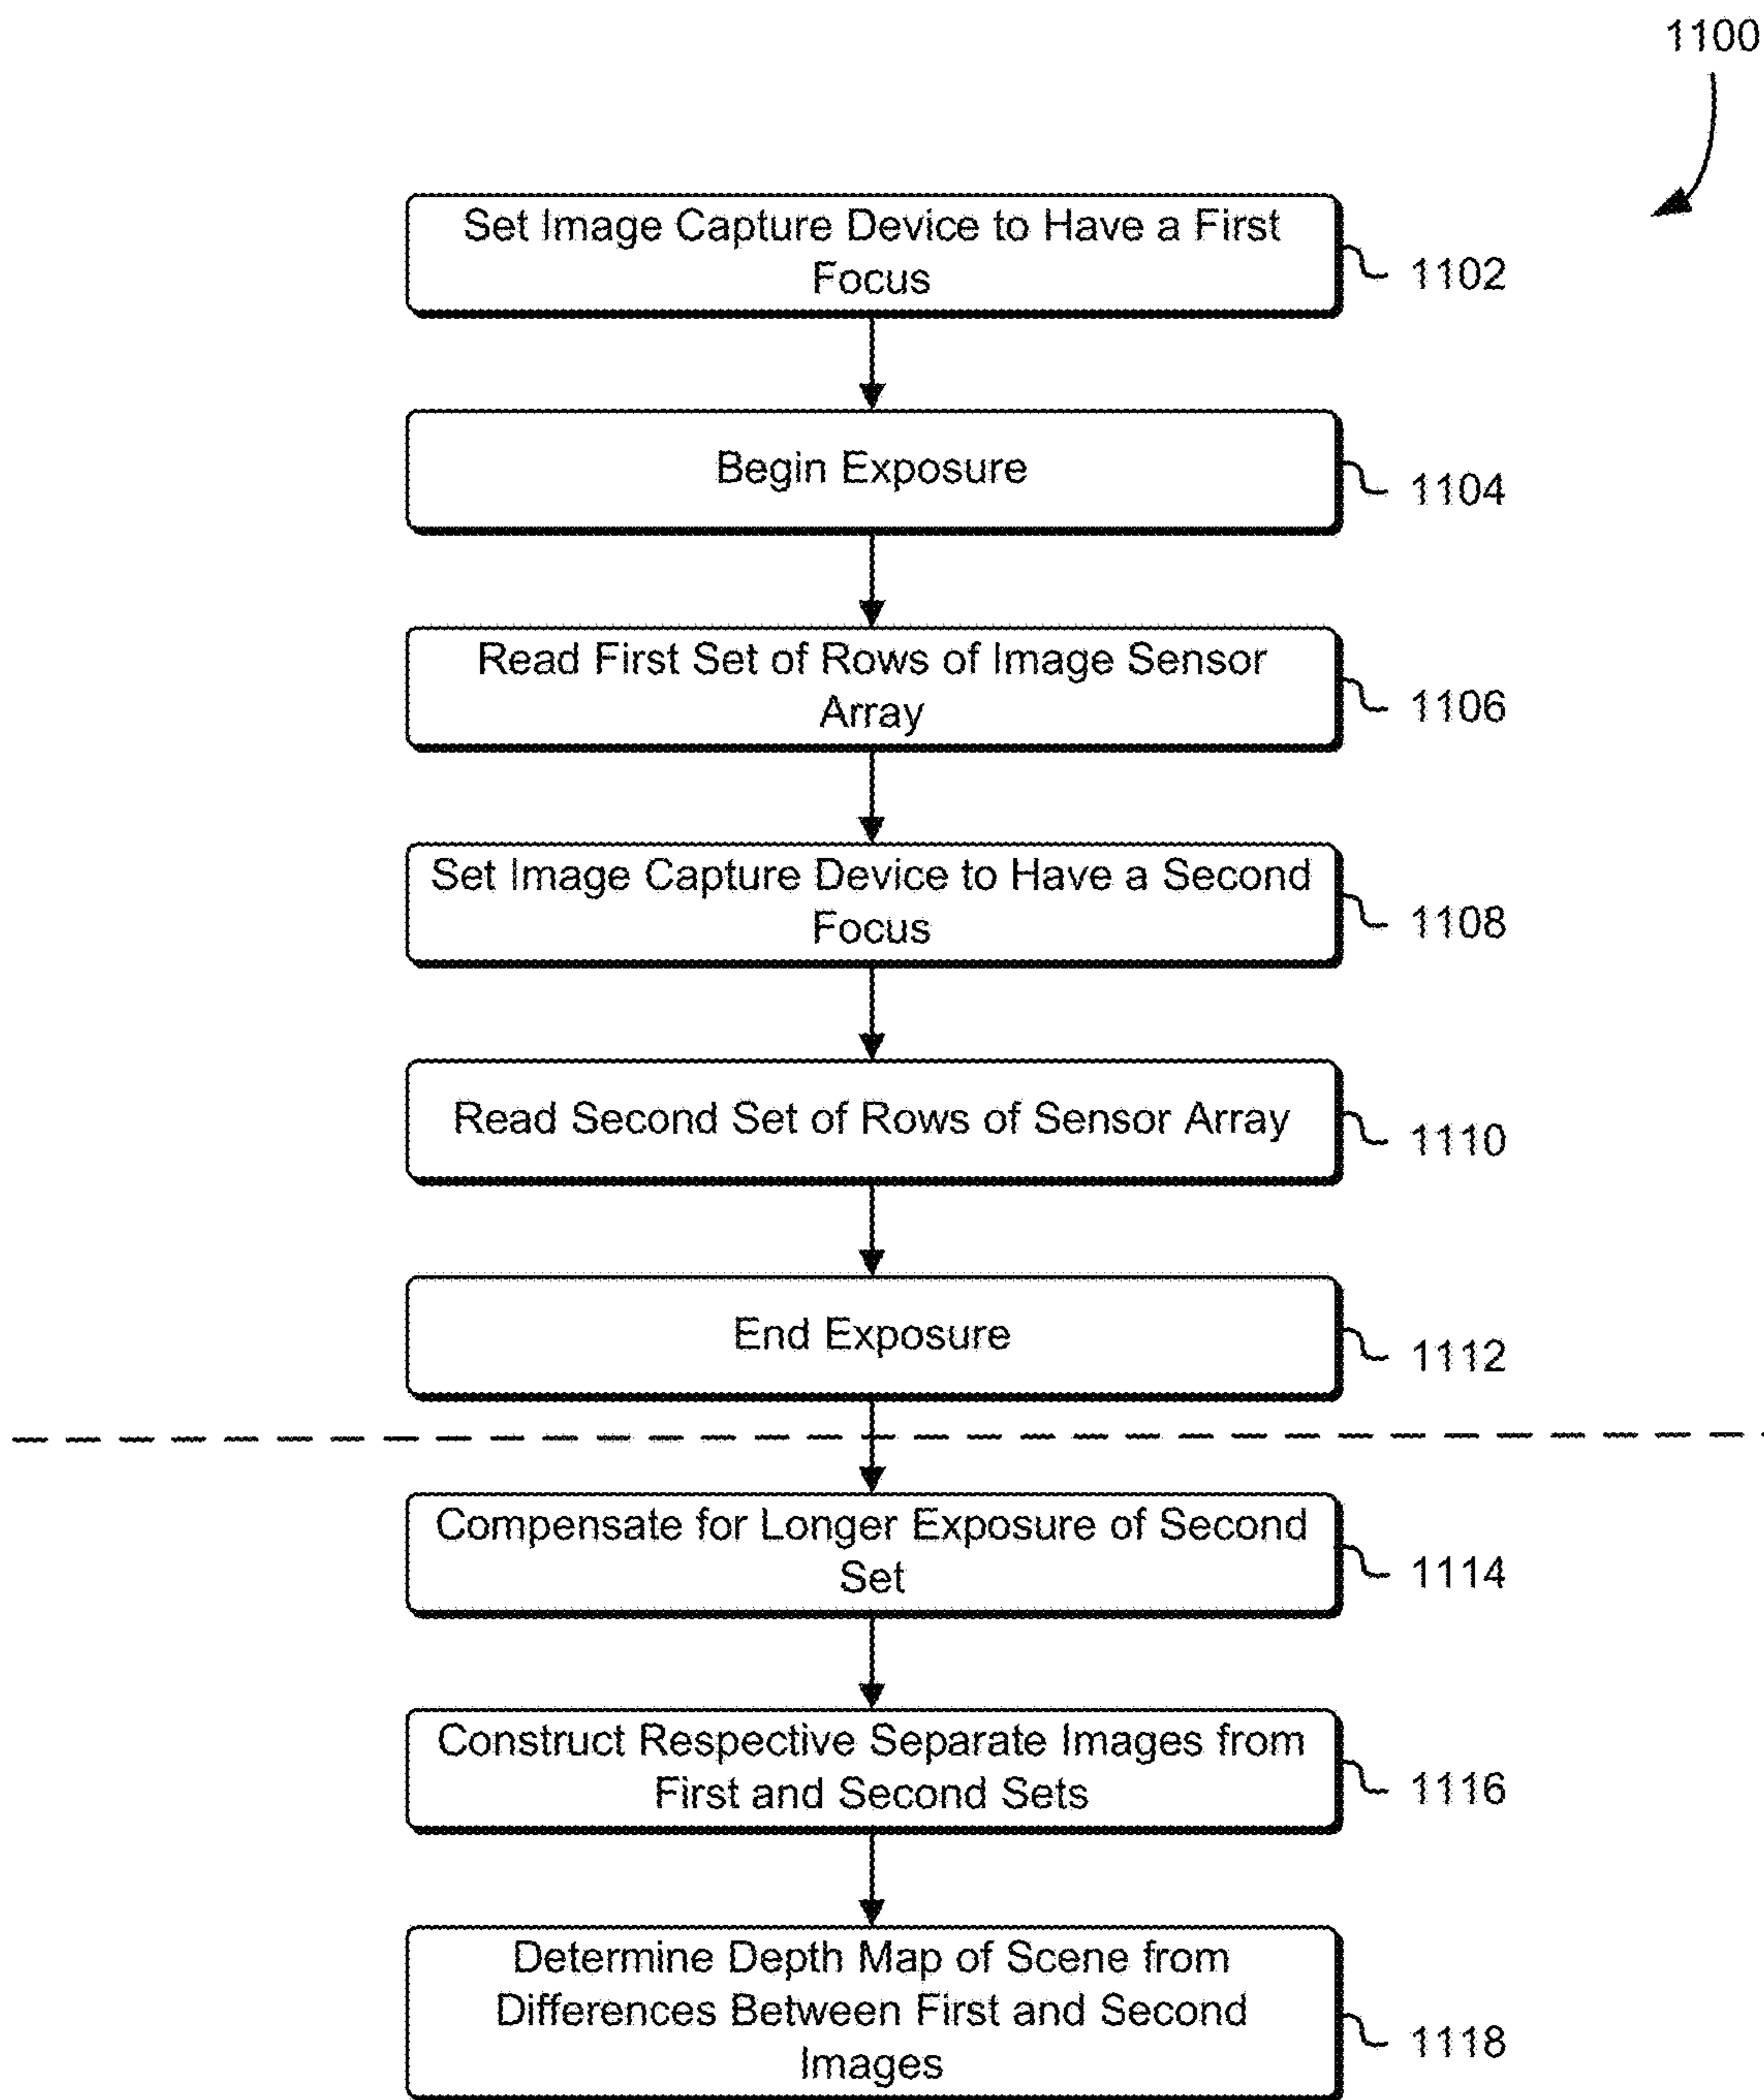 1100
Set Image Capture Device to Have a First
Focus
1102
Begin Exposure
1104
Read First Set of Rows of Image Sensor
Array
1106
Set Image Capture Device to Have a Second
Focus
1108
Read Second Set of Rows of Sensor Array
1110
End Exposure
1112
Compensate for Longer Exposure of Second
Set
1114
Construct Respective Separate Images from
First and Second Sets
1116
Determine Depth Map of Scene from
Differences Between First and Second
Images
1118